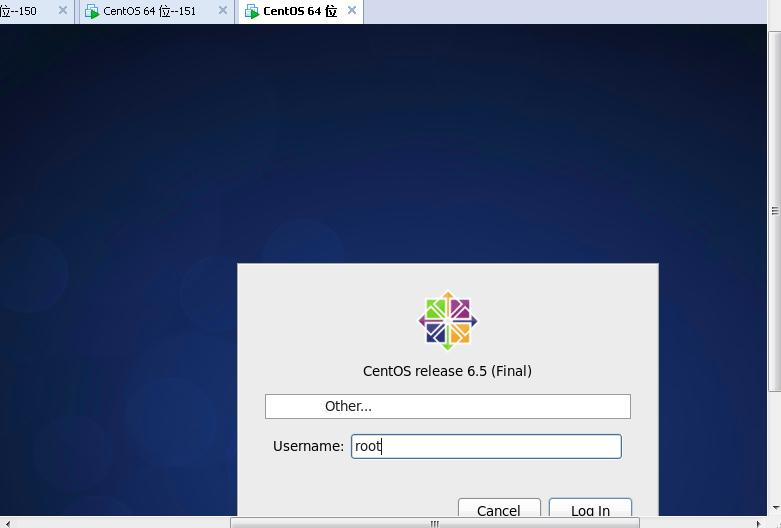 位--150
CentOS 64 位--151
CentOS 64 位
CentOS release 6.5 (Final)
Other...
Username: root
Cancel
Log In